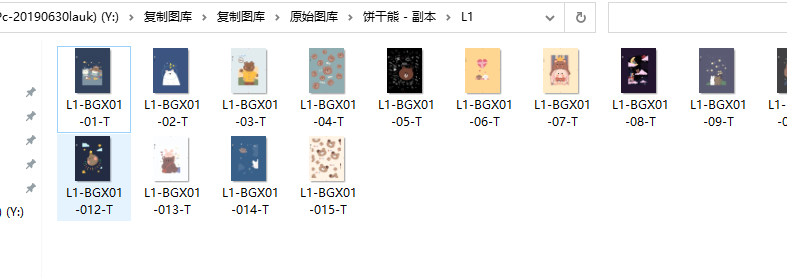 Pc-20190630lauk) (Y:) › 复制图库 › 复制图库 › 原始图库 › 饼干熊 - 副本 › L1
L1-BGX01
-01-T
L1-BGX01
-02-T
L1-BGX01
-03-T
L1-BGX01
-04-T
L1-BGX01
-05-T
L1-BGX01
-06-T
L1-BGX01
-07-T
L1-BGX01
-08-T
L1-BGX01
-09-T
L1
L1-BGX01
-012-T
L1-BGX01
-013-T
L1-BGX01
-014-T
L1-BGX01
-015-T
) (Y:)